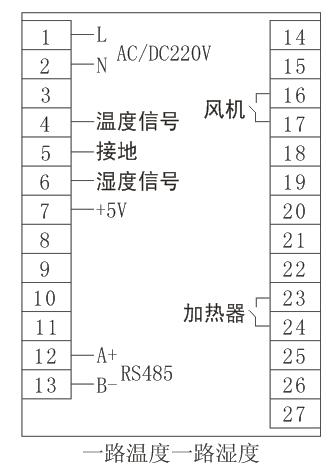 1 L 14
AC/DC220V
2 N 15
3 16
风机
4 温度信号 17
5 接地 18
6 湿度信号 19
7 +5V 20
8 21
9 22
10 23
加热器
11 24
12 A+ 25
RS485
13 B- 26
27
一路温度一路湿度